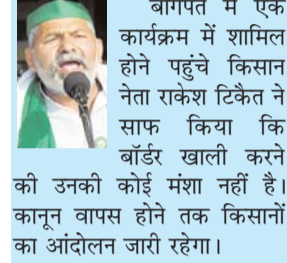 बागपत में एक
कार्यक्रम में शामिल
होने पहुंचे किसान
नेता राकेश टिकैत ने
साफ किया कि
बॉर्डर खाली करने
की उनकी कोई मंशा नहीं है।
कानून वापस होने तक किसानों
का आंदोलन जारी रहेगा।